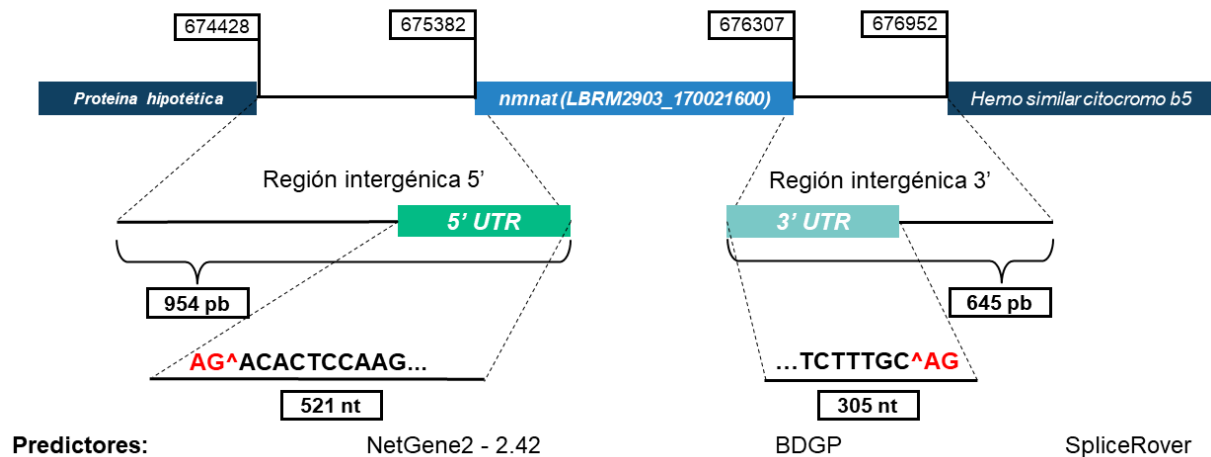 674428
675382
676307
676952
Proteína hipotética
nmnat (LBRM2903_170021600)
Hemo similar citocromo b5
Región intergénica 5’
Región intergénica 3’
5’ UTR
3’ UTR
954 pb
645 pb
AG^ACACTCCAAG...
...TCTTTGC^AG
521 nt
305 nt
Predictores: NetGene2 - 2.42 BDGP SpliceRover